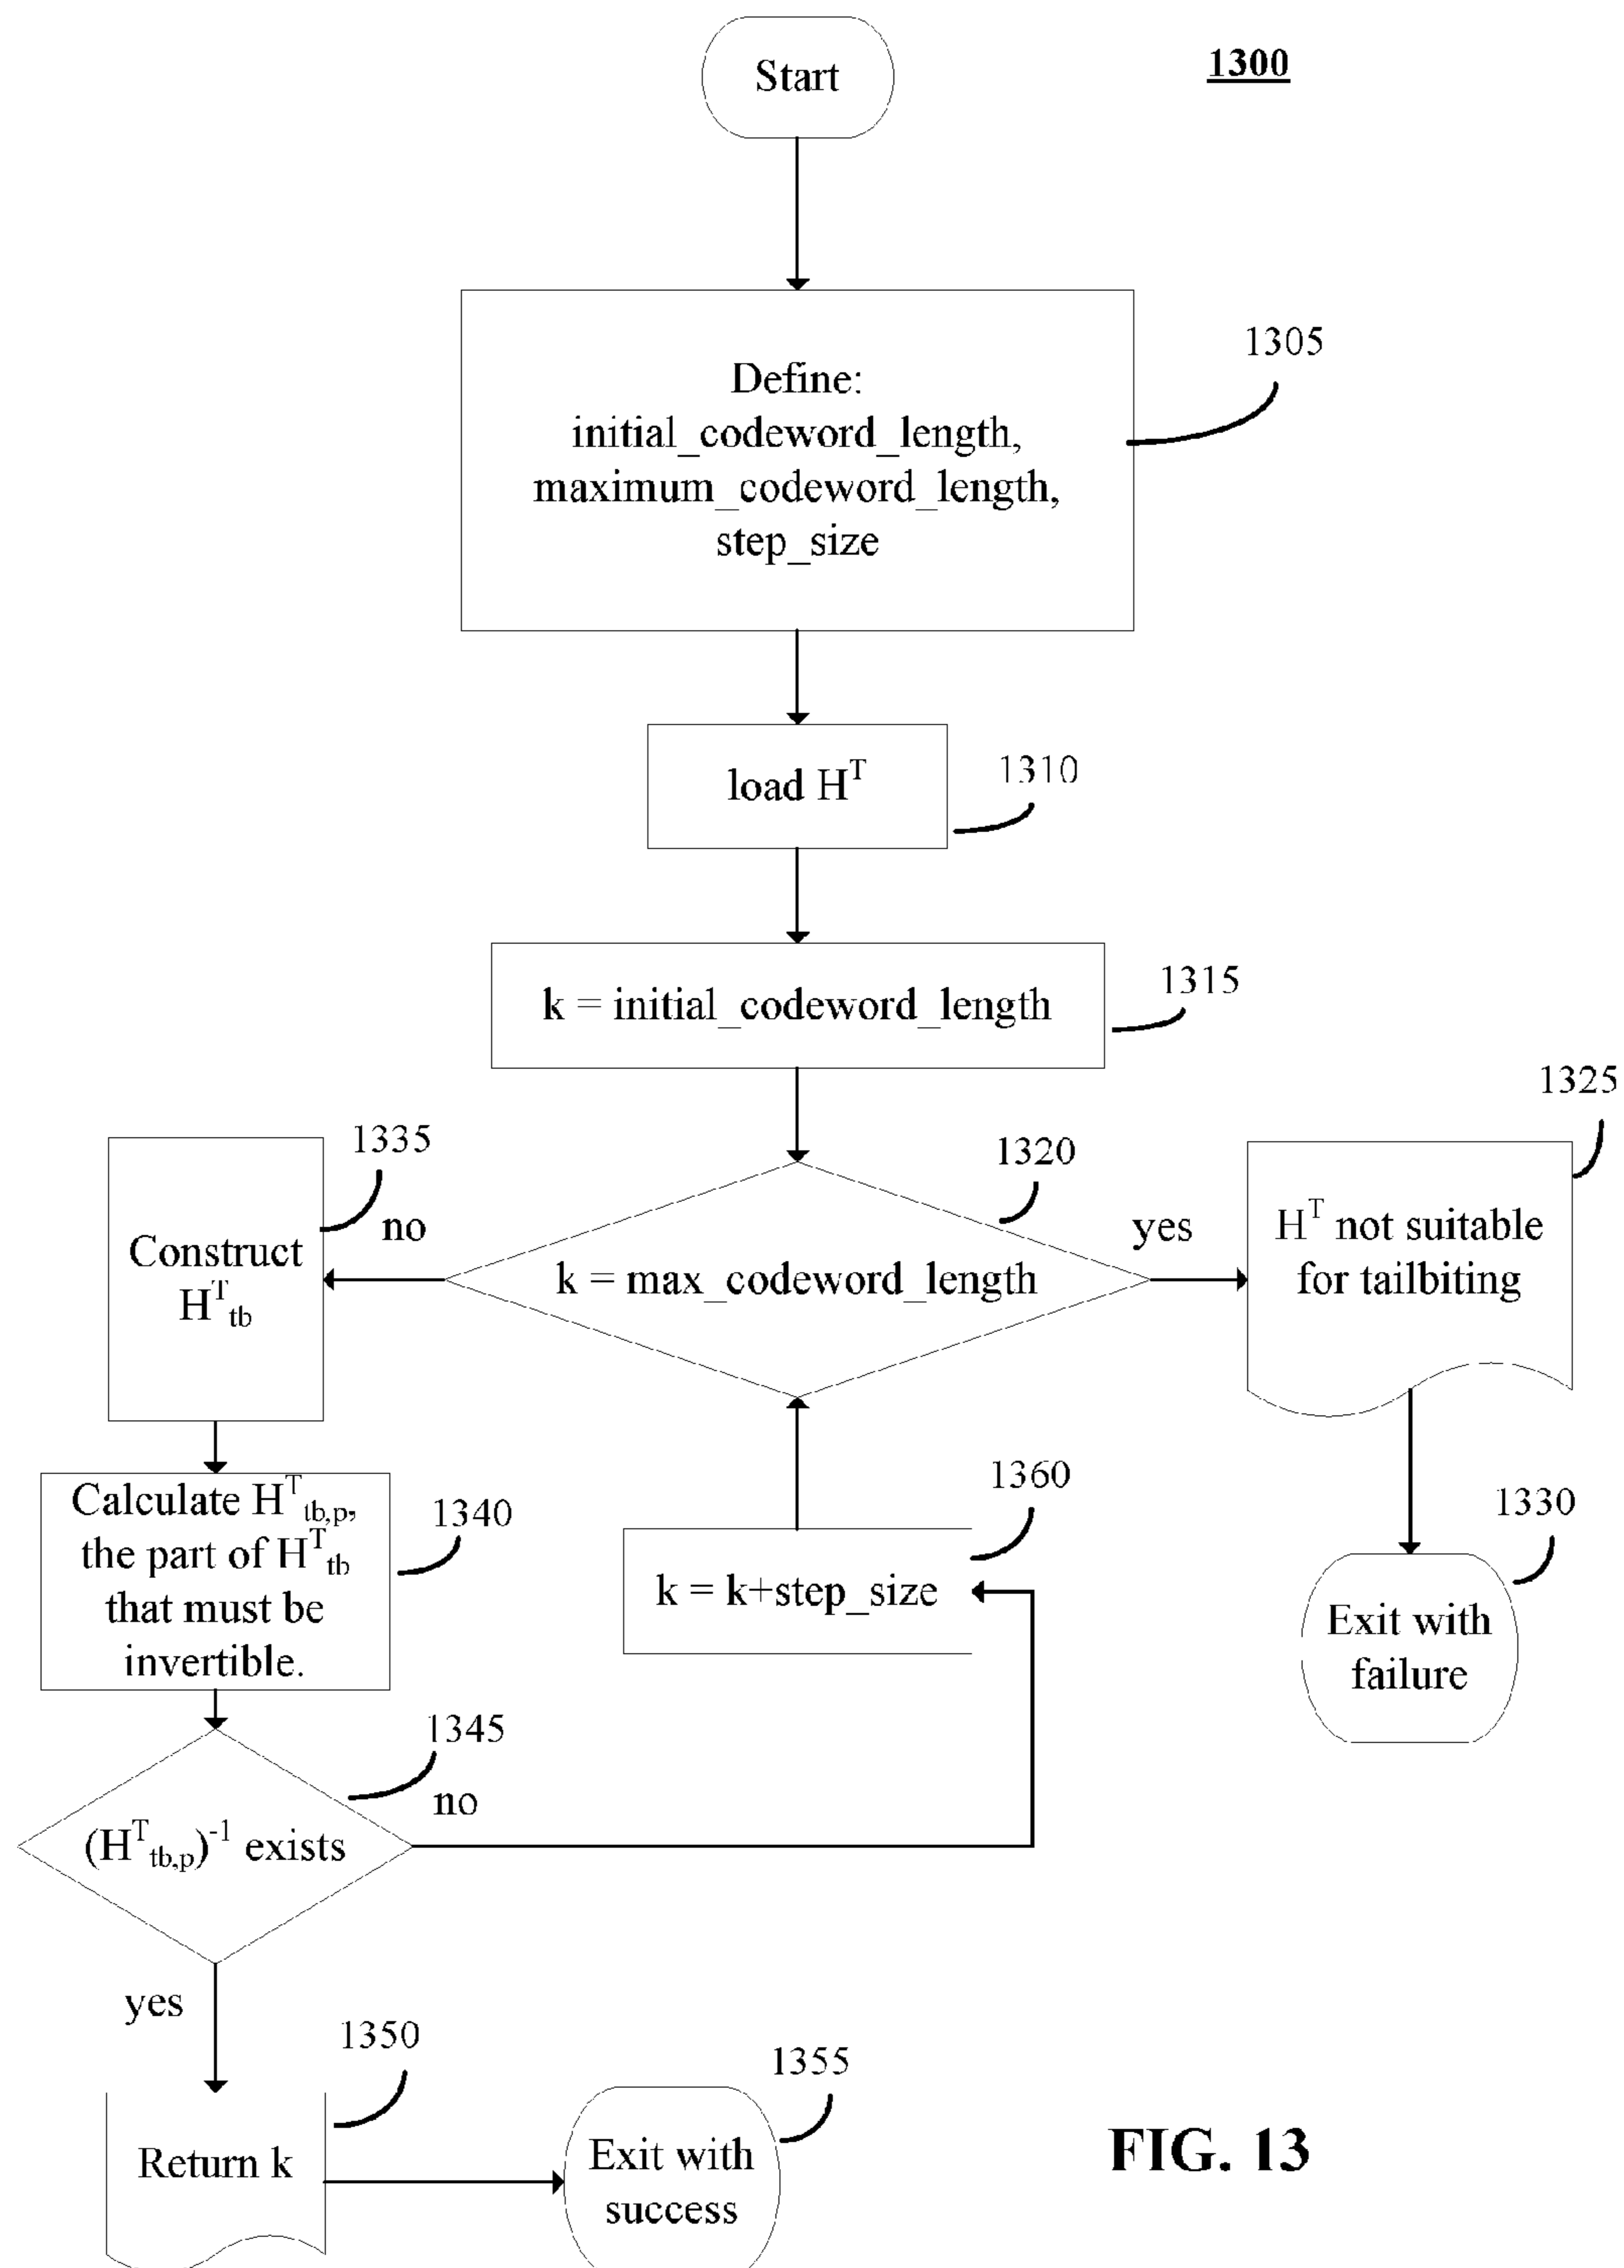 Start
1300
Define:
initial_codeword_length,
maximum_codeword_length,
step_size
1305
load H^T
1310
k = initial_codeword_length
1315
1320
k = max_codeword_length
yes
1325
H^T not suitable
for tailbiting
1330
Exit with
failure
no
1335
Construct
H^T_tb
1340
Calculate H^T_tb,p,
the part of H^T_tb
that must be
invertible.
1345
(H^T_tb,p)^-1 exists
no
1360
k = k+step_size
yes
1350
Return k
1355
Exit with
success
FIG. 13